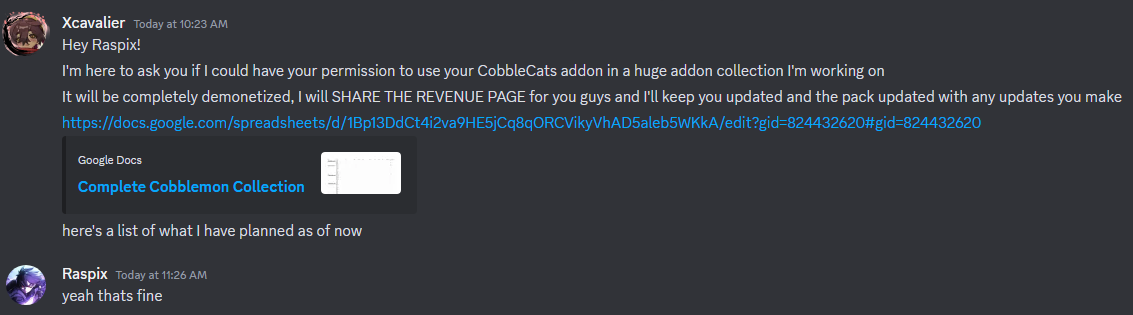 Xcavalier Today at 10:23 AM
Hey Raspix!
I'm here to ask you if I could have your permission to use your CobbleCats addon in a huge addon collection I'm working on
It will be completely demonetized, I will SHARE THE REVENUE PAGE for you guys and I'll keep you updated and the pack updated with any updates you make
https://docs.google.com/spreadsheets/d/1Bp13DdCt4i2va9HE5jCq8qORCVikyVhAD5aleb5WKkA/edit?gid=824432620#gid=824432620
Google Docs
Complete Cobblemon Collection
here's a list of what I have planned as of now
Raspix Today at 11:26 AM
yeah thats fine